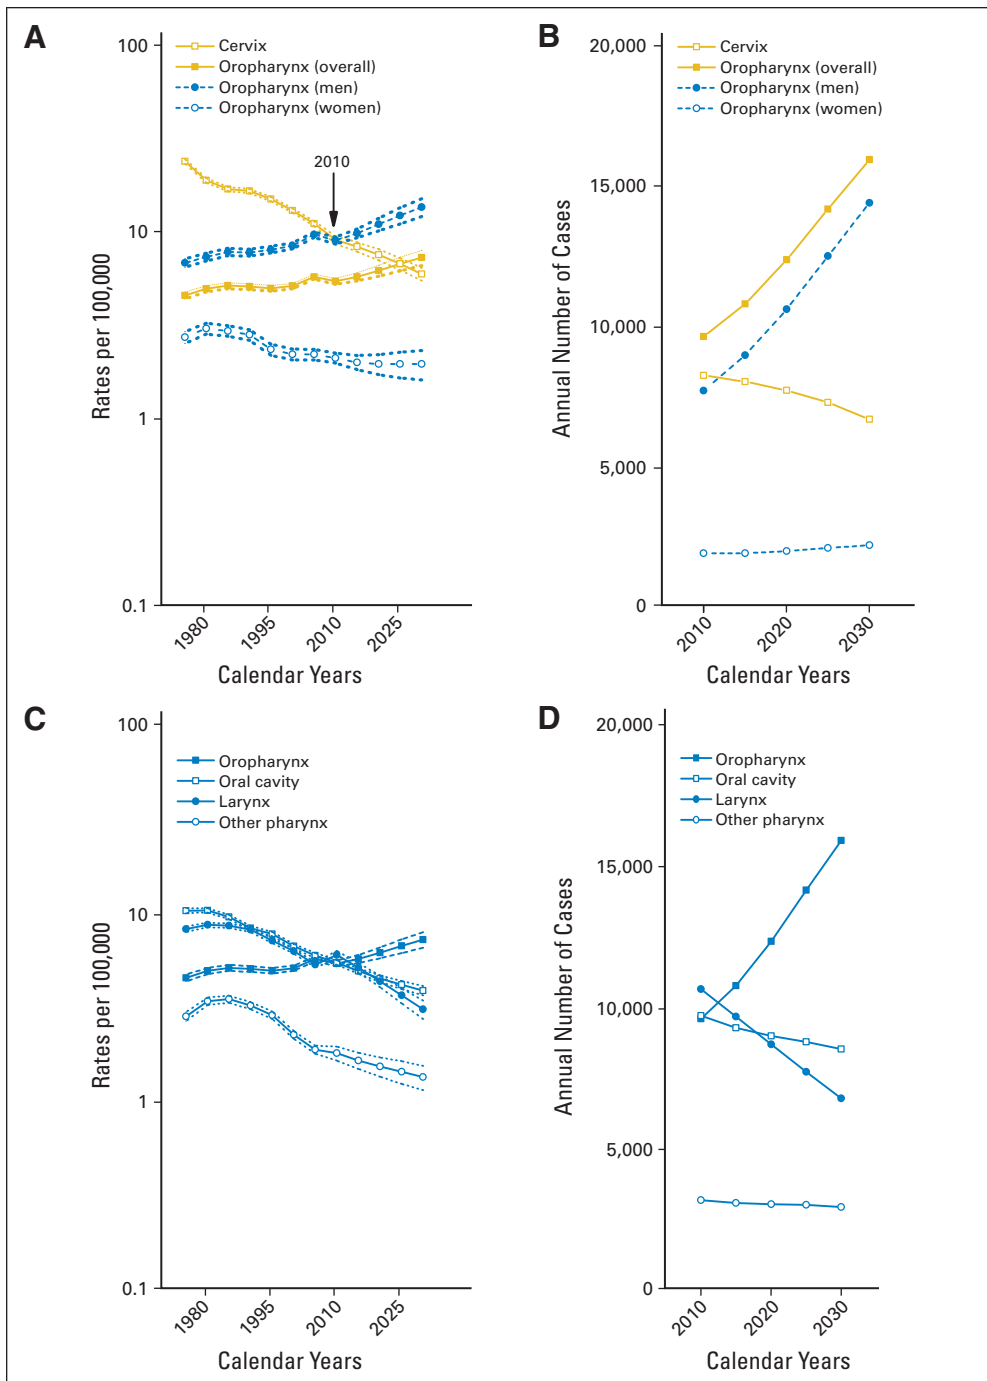 A
100
10
1
0.1
Rates per 100,000
Cervix
Oropharynx (overall)
Oropharynx (men)
Oropharynx (women)
2010
1980
1995
2010
2025
Calendar Years
B
20,000
15,000
10,000
5,000
0
Annual Number of Cases
Cervix
Oropharynx (overall)
Oropharynx (men)
Oropharynx (women)
2010
2020
2030
Calendar Years
C
100
10
1
0.1
Rates per 100,000
Oropharynx
Oral cavity
Larynx
Other pharynx
1980
1995
2010
2025
Calendar Years
D
20,000
15,000
10,000
5,000
0
Annual Number of Cases
Oropharynx
Oral cavity
Larynx
Other pharynx
2010
2020
2030
Calendar Years